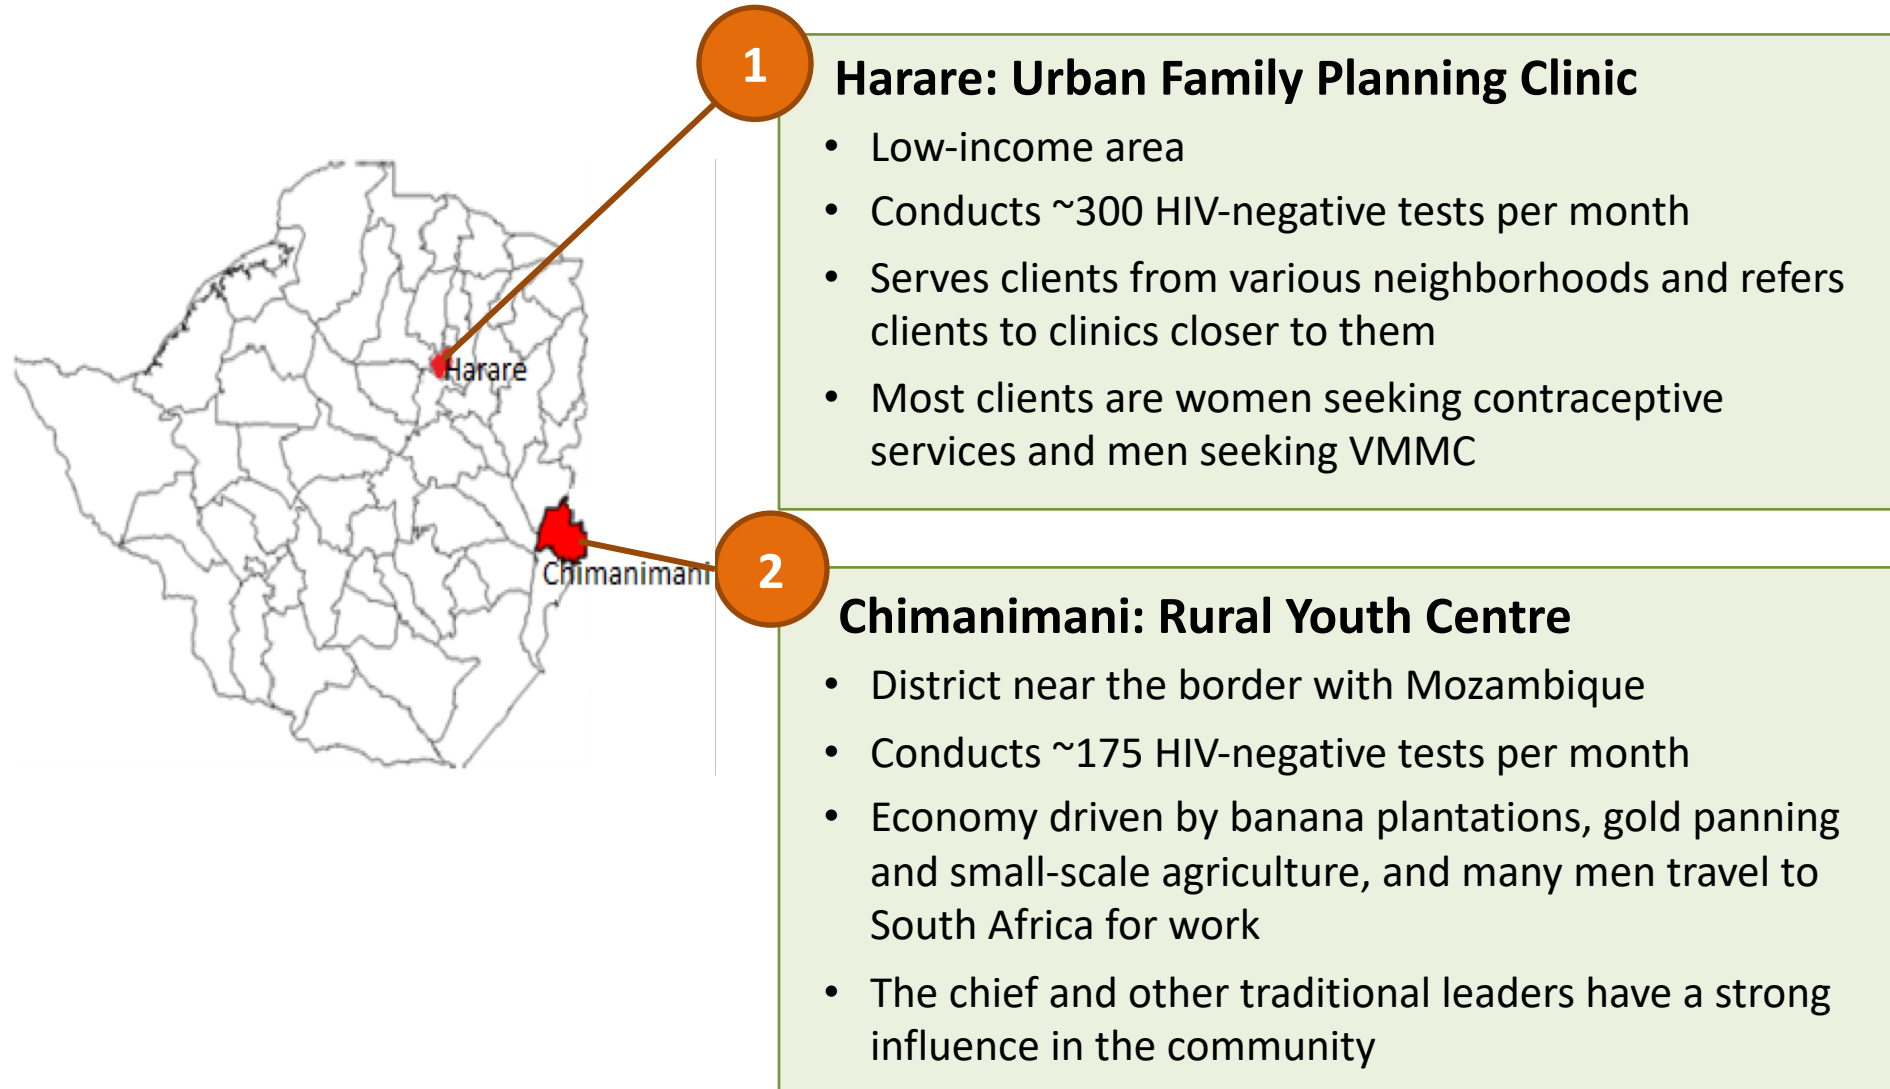 1
Harare: Urban Family Planning Clinic
• Low-income area
• Conducts ~300 HIV-negative tests per month
• Serves clients from various neighborhoods and refers
clients to clinics closer to them
• Most clients are women seeking contraceptive
services and men seeking VMMC
Harare
Chimanimani
2
Chimanimani: Rural Youth Centre
• District near the border with Mozambique
• Conducts ~175 HIV-negative tests per month
• Economy driven by banana plantations, gold panning
and small-scale agriculture, and many men travel to
South Africa for work
• The chief and other traditional leaders have a strong
influence in the community